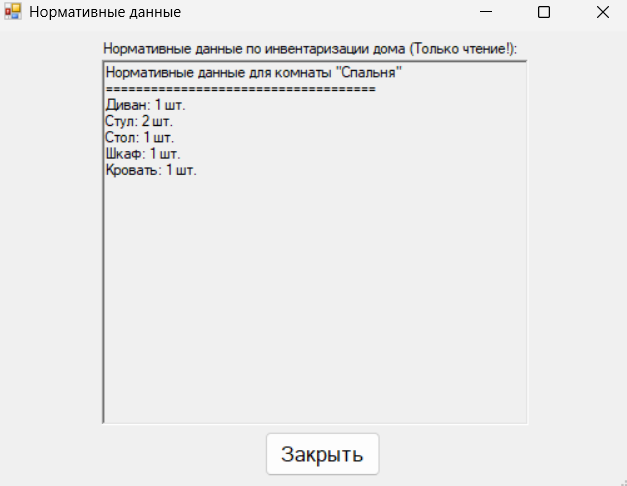 Нормативные данные
Нормативные данные по инвентаризации дома (Только чтение!):
Нормативные данные для комнаты "Спальня"
===================================
Диван: 1 шт.
Стул: 2 шт.
Стол: 1 шт.
Шкаф: 1 шт.
Кровать: 1 шт.
Закрыть